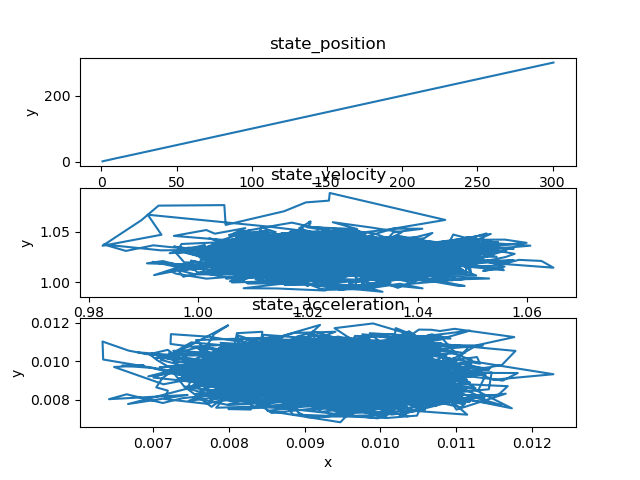 state_position
y
200
0
0 50 100 150 200 250 300
state_velocity
y
1.05
1.00
0.98 1.00 1.02 1.04 1.06
state_acceleration
y
0.012
0.010
0.008
0.007 0.008 0.009 0.010 0.011 0.012
x